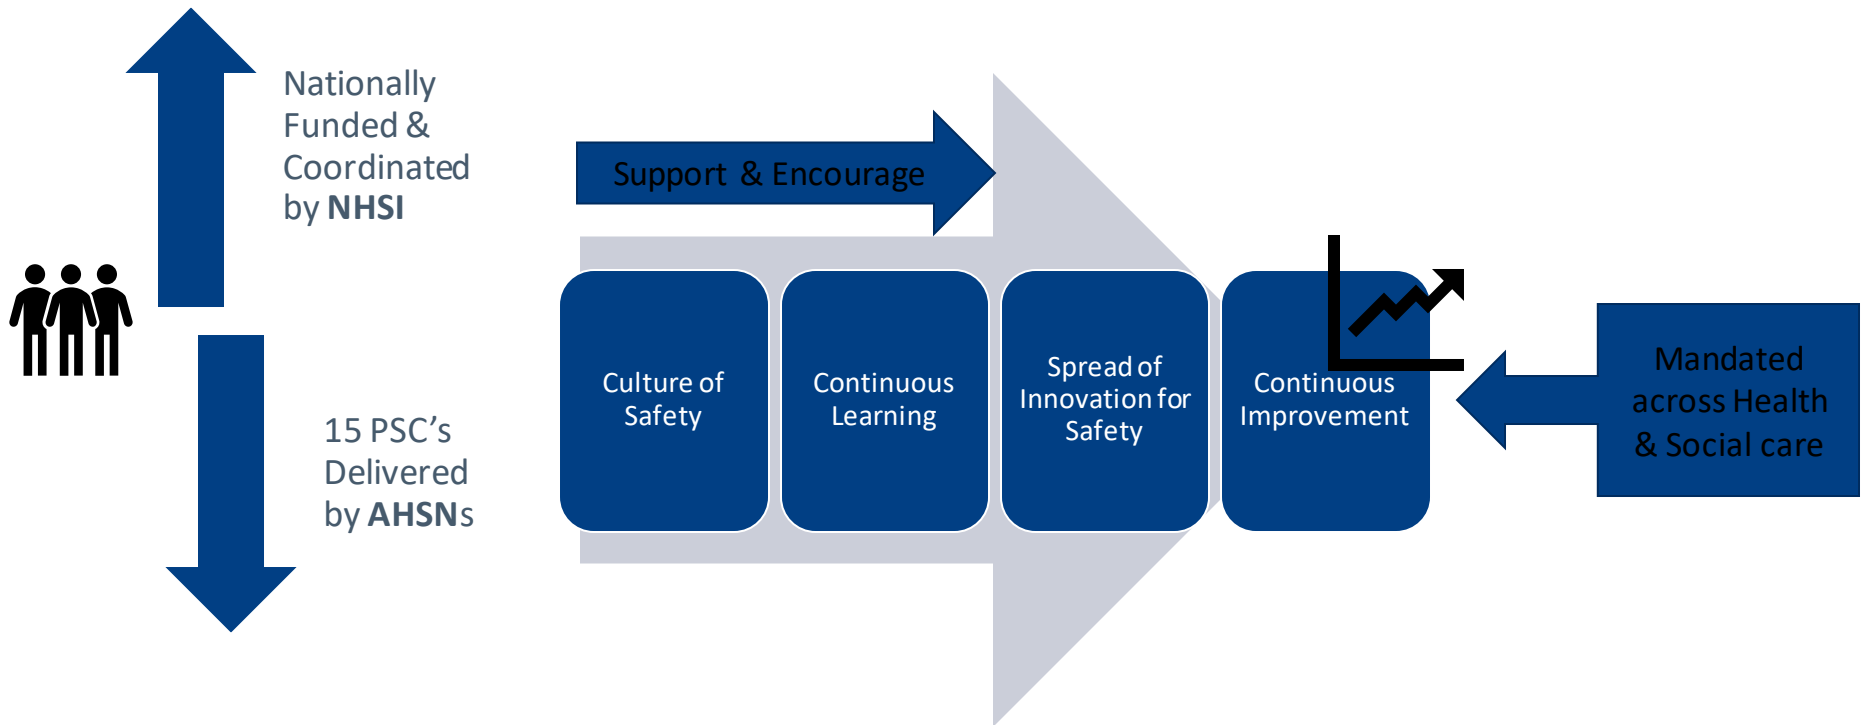 Nationally
Funded &
Coordinated
by NHSI
15 PSC's
Delivered
by AHSNs
Support & Encourage
Culture of
Safety
Continuous
Learning
Spread of
Innovation for
Safety
Continuous
Improvement
Mandated
across Health
& Social care